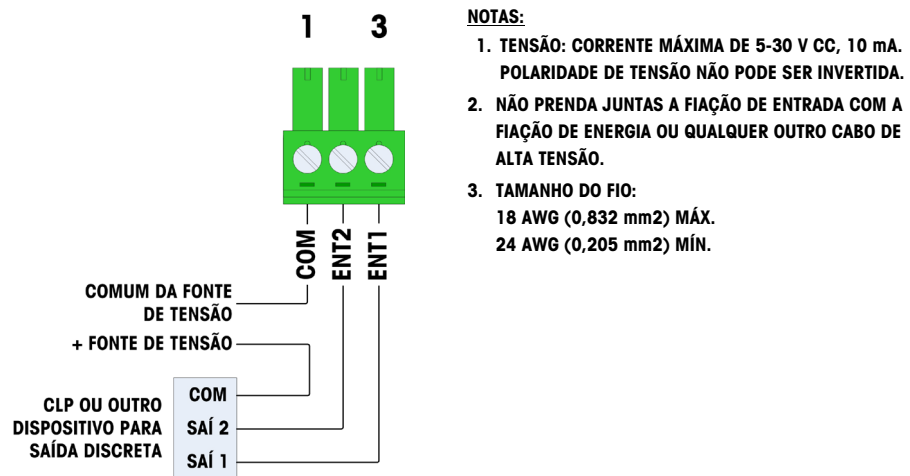 1 3
COM
ENT2
ENT1
COMUM DA FONTE
DE TENSÃO
+ FONTE DE TENSÃO
CLP OU OUTRO
DISPOSITIVO PARA
SAÍDA DISCRETA
COM
SAÍ 2
SAÍ 1
NOTAS:
1. TENSÃO: CORRENTE MÁXIMA DE 5-30 V CC, 10 mA.
POLARIDADE DE TENSÃO NÃO PODE SER INVERTIDA.
2. NÃO PRENDA JUNTAS A FIAÇÃO DE ENTRADA COM A
FIAÇÃO DE ENERGIA OU QUALQUER OUTRO CABO DE
ALTA TENSÃO.
3. TAMANHO DO FIO:
18 AWG (0,832 mm2) MÁX.
24 AWG (0,205 mm2) MÍN.